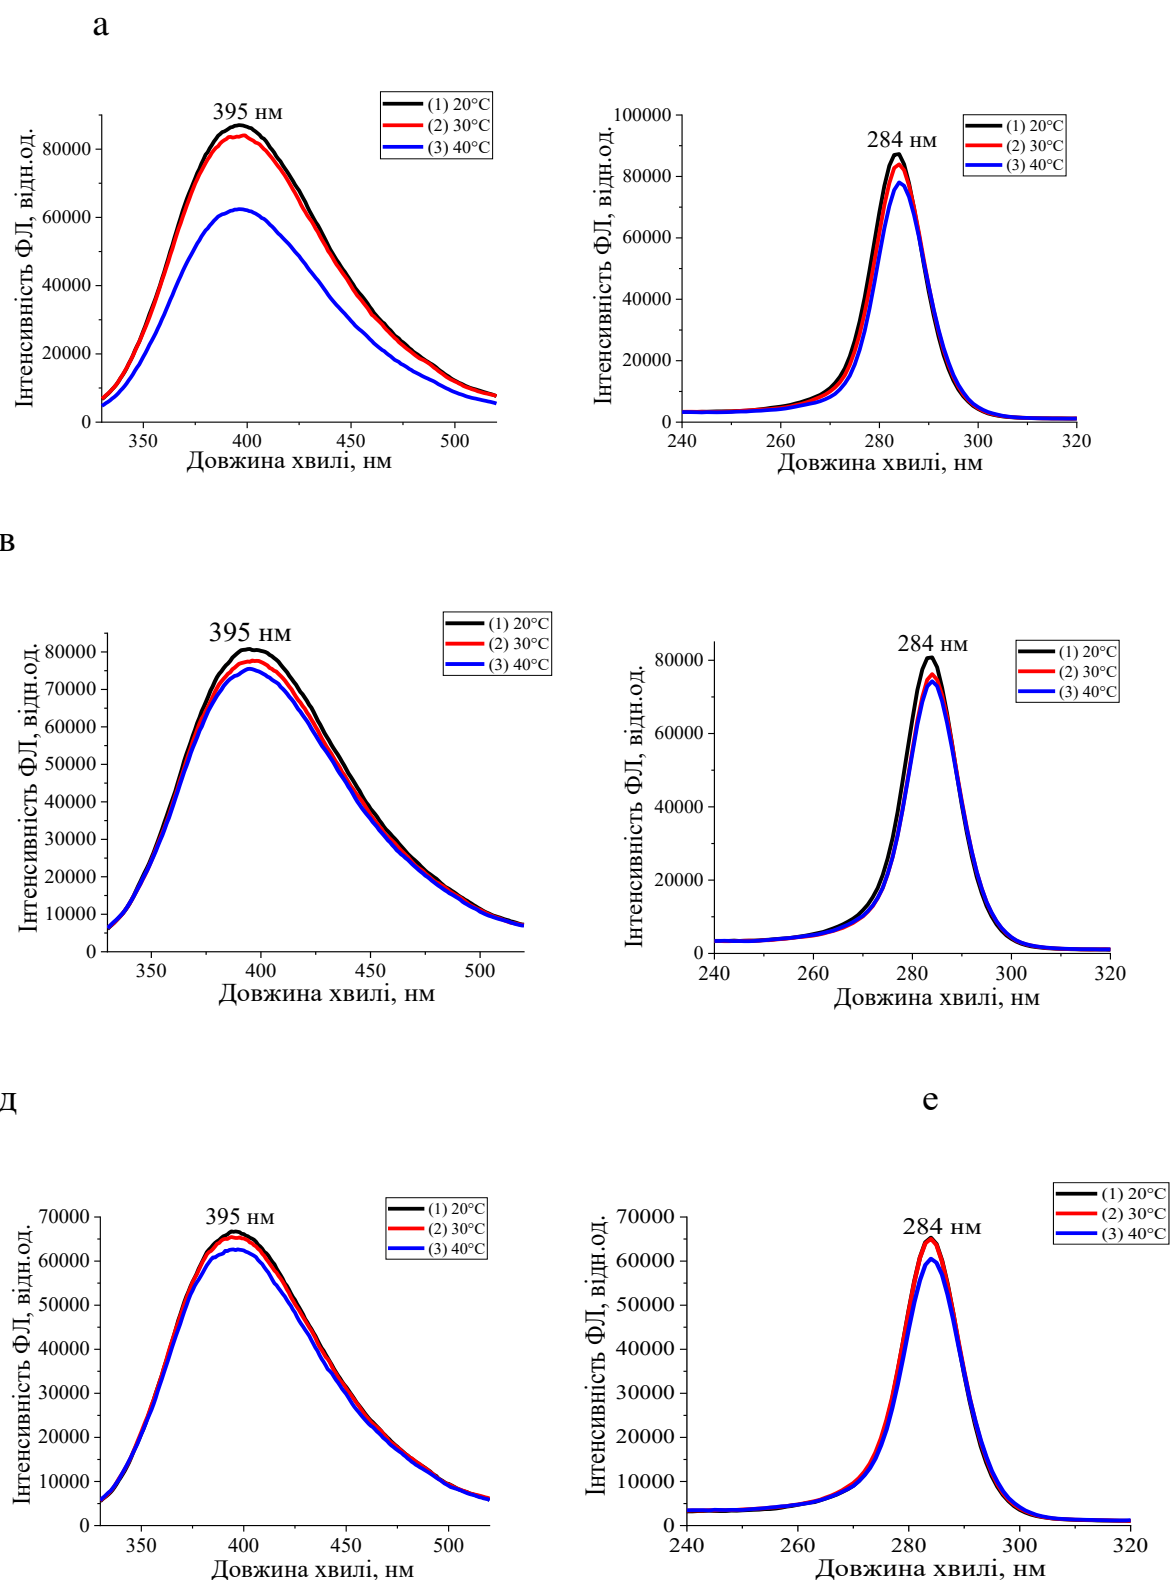 а
395 нм
(1) 20°C
(2) 30°C
(3) 40°C
Інтенсивність ФЛ, відн.од.
80000
60000
40000
20000
0
350 400 450 500
Довжина хвилі, нм
284 нм
(1) 20°C
(2) 30°C
(3) 40°C
Інтенсивність ФЛ, відн.од.
100000
80000
60000
40000
20000
0
240 260 280 300 320
Довжина хвилі, нм
в
395 нм
(1) 20°C
(2) 30°C
(3) 40°C
Інтенсивність ФЛ, відн.од.
80000
70000
60000
50000
40000
30000
20000
10000
0
350 400 450 500
Довжина хвилі, нм
284 нм
(1) 20°C
(2) 30°C
(3) 40°C
Інтенсивність ФЛ, відн.од.
80000
60000
40000
20000
0
240 260 280 300 320
Довжина хвилі, нм
д
395 нм
(1) 20°C
(2) 30°C
(3) 40°C
Інтенсивність ФЛ, відн.од.
70000
60000
50000
40000
30000
20000
10000
0
350 400 450 500
Довжина хвилі, нм
е
284 нм
(1) 20°C
(2) 30°C
(3) 40°C
Інтенсивність ФЛ, відн.од.
70000
60000
50000
40000
30000
20000
10000
0
240 260 280 300 320
Довжина хвилі, нм